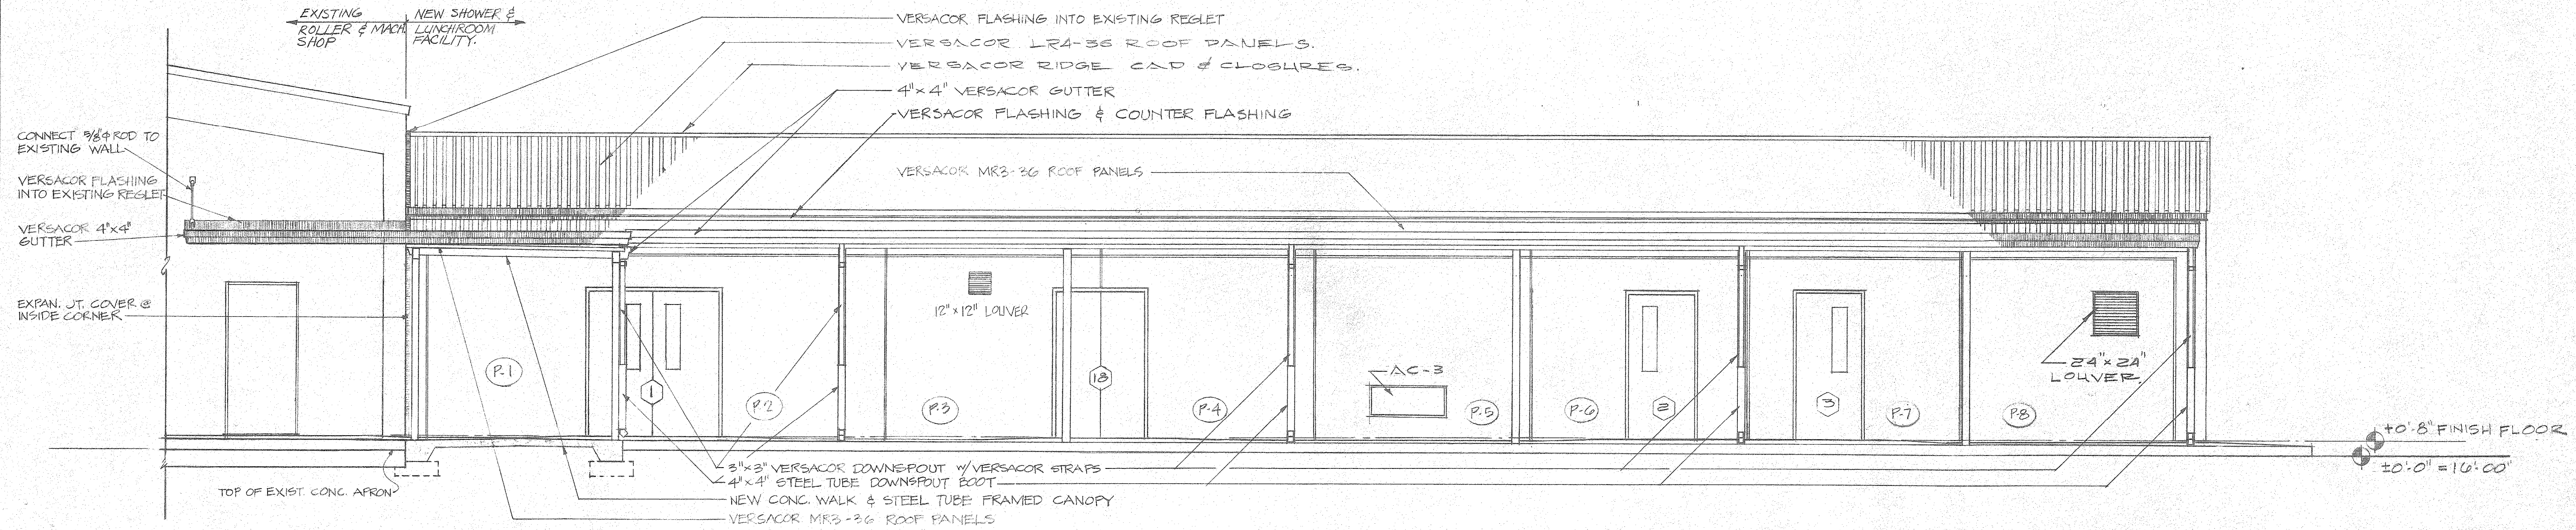 EXISTING
ROLLER & MACH.
SHOP
NEW SHOWER &
LUNCHROOM
FACILITY.
VERSACOR FLASHING INTO EXISTING REGLET
VERSACOR LR4-36 ROOF PANELS.
VERSACOR RIDGE CAP & CLOSURES.
4"x4" VERSACOR GUTTER
VERSACOR FLASHING & COUNTER FLASHING
CONNECT 5/8"φ ROD TO
EXISTING WALL
VERSACOR FLASHING
INTO EXISTING REGLET
VERSACOR 4"x4"
GUTTER
VERSACOR MR3-36 ROOF PANELS
EXPAN. JT. COVER @
INSIDE CORNER
12"x12" LOUVER
P-1
1
P-2
P-3
18
P-4
AC-3
P-5
P-6
2
3
P-7
P-8
24"x24"
LOUVER.
+0'-8" FINISH FLOOR
±0'-0" = 16'-00"
3"x3" VERSACOR DOWNSPOUT w/VERSACOR STRAPS
4"x4" STEEL TUBE DOWNSPOUT BOOT
TOP OF EXIST. CONC. APRON
NEW CONC. WALK & STEEL TUBE FRAMED CANOPY
VERSACOR MR3-36 ROOF PANELS